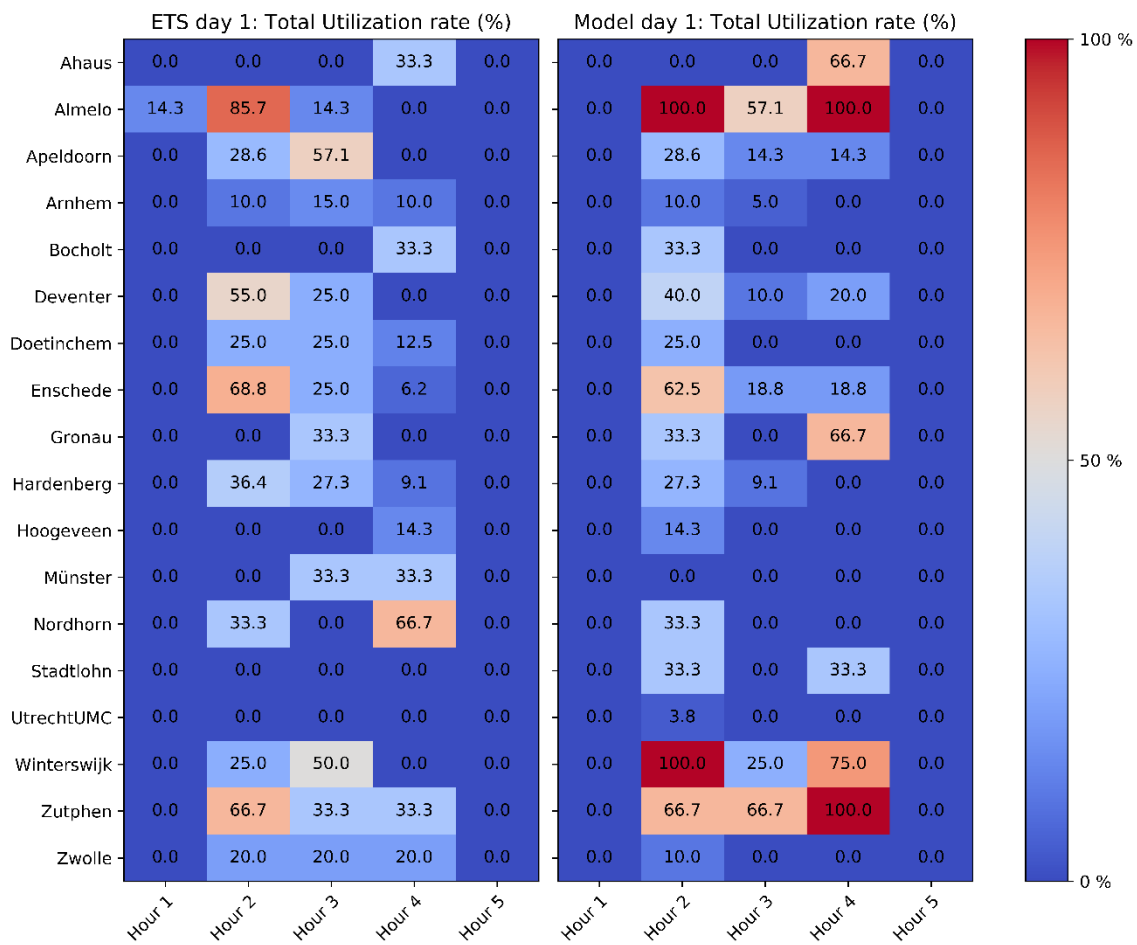 ETS day 1: Total Utilization rate (%) Model day 1: Total Utilization rate (%)
100 %
Ahaus 0.0 0.0 0.0 33.3 0.0 0.0 0.0 0.0 66.7 0.0
Almelo 14.3 85.7 14.3 0.0 0.0 0.0 100.0 57.1 100.0 0.0
Apeldoorn 0.0 28.6 57.1 0.0 0.0 0.0 28.6 14.3 14.3 0.0
Arnhem 0.0 10.0 15.0 10.0 0.0 0.0 10.0 5.0 0.0 0.0
Bocholt 0.0 0.0 0.0 33.3 0.0 0.0 33.3 0.0 0.0 0.0
Deventer 0.0 55.0 25.0 0.0 0.0 0.0 40.0 10.0 20.0 0.0
Doetinchem 0.0 25.0 25.0 12.5 0.0 0.0 25.0 0.0 0.0 0.0
Enschede 0.0 68.8 25.0 6.2 0.0 0.0 62.5 18.8 18.8 0.0
Gronau 0.0 0.0 33.3 0.0 0.0 0.0 33.3 0.0 66.7 0.0
50 %
Hardenberg 0.0 36.4 27.3 9.1 0.0 0.0 27.3 9.1 0.0 0.0
Hoogeveen 0.0 0.0 0.0 14.3 0.0 0.0 14.3 0.0 0.0 0.0
Münster 0.0 0.0 33.3 33.3 0.0 0.0 0.0 0.0 0.0 0.0
Nordhorn 0.0 33.3 0.0 66.7 0.0 0.0 33.3 0.0 0.0 0.0
Stadtlohn 0.0 0.0 0.0 0.0 0.0 0.0 33.3 0.0 33.3 0.0
UtrechtUMC 0.0 0.0 0.0 0.0 0.0 0.0 3.8 0.0 0.0 0.0
Winterswijk 0.0 25.0 50.0 0.0 0.0 0.0 100.0 25.0 75.0 0.0
Zutphen 0.0 66.7 33.3 33.3 0.0 0.0 66.7 66.7 100.0 0.0
Zwolle 0.0 20.0 20.0 20.0 0.0 0.0 10.0 0.0 0.0 0.0
0 %
Hour 1 Hour 2 Hour 3 Hour 4 Hour 5 Hour 1 Hour 2 Hour 3 Hour 4 Hour 5